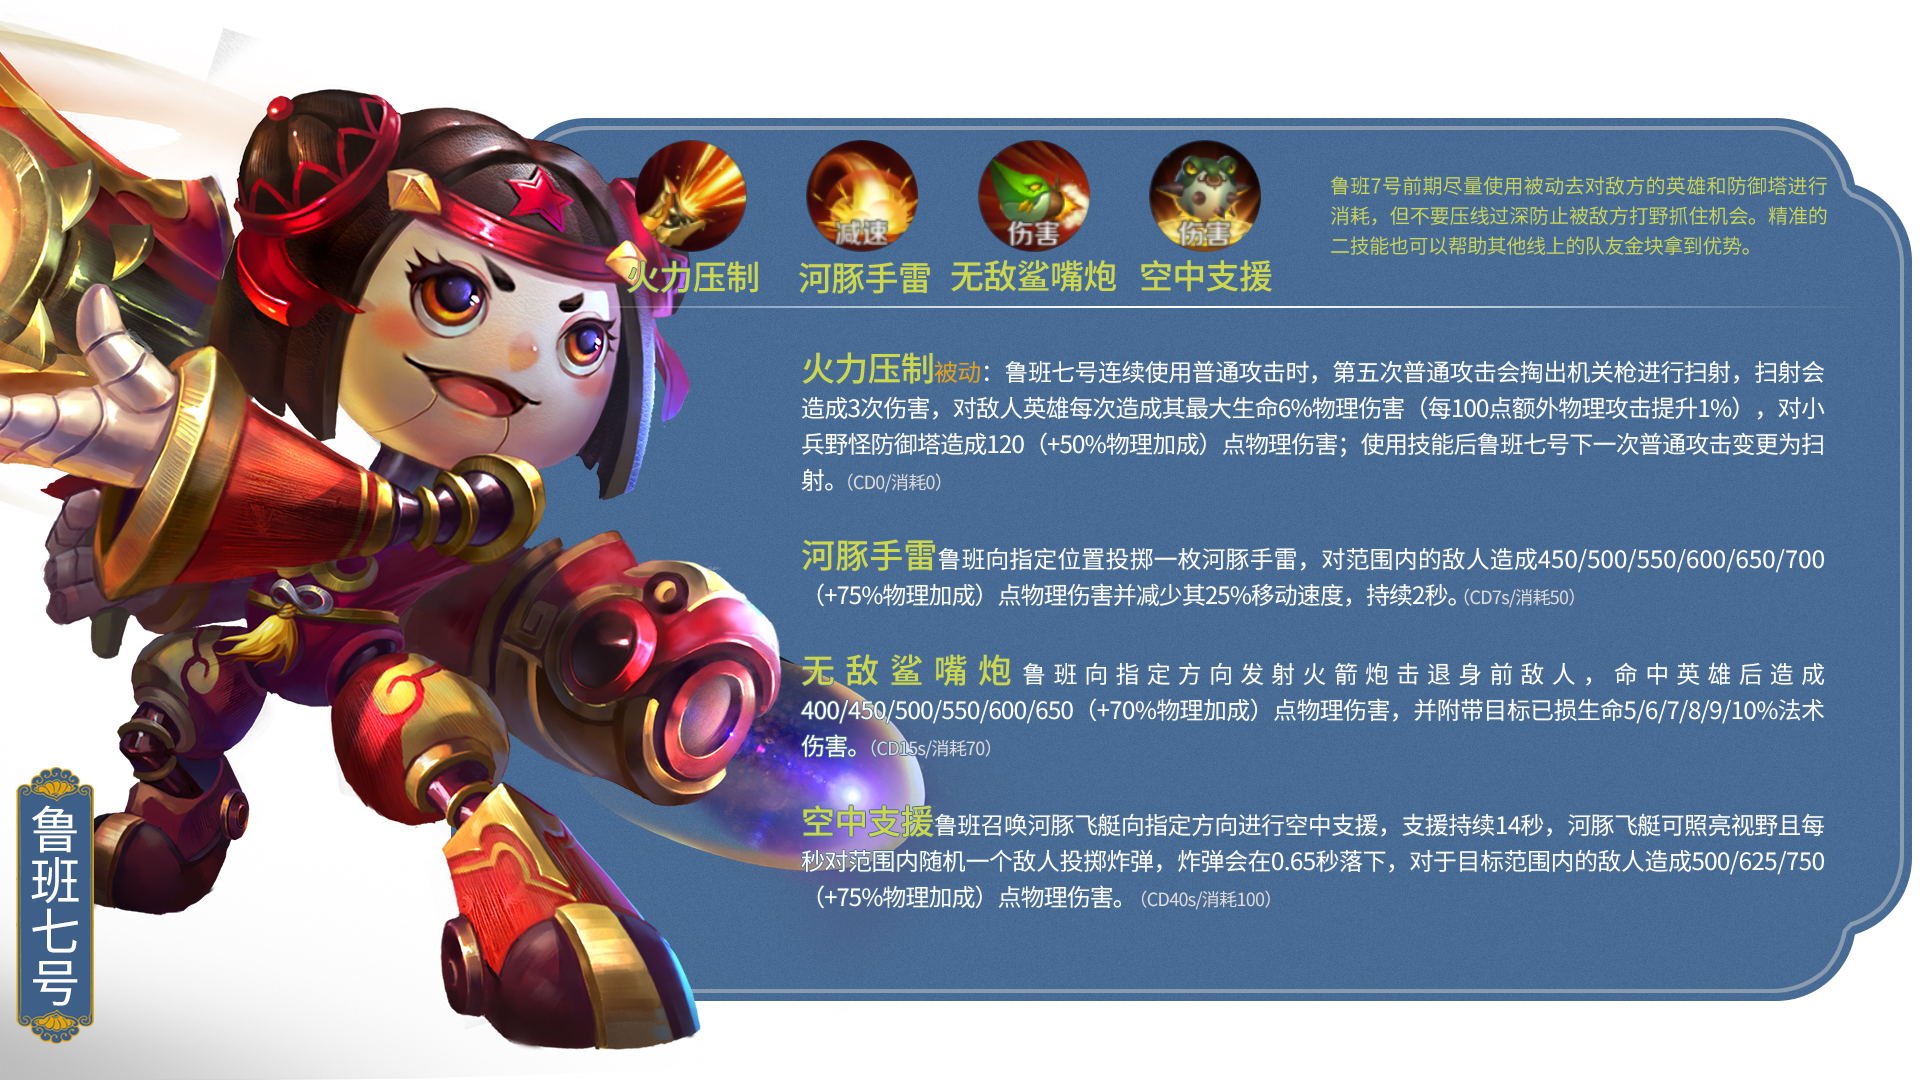 减速
伤害
伤害
火力压制
河豚手雷
无敌鲨嘴炮
空中支援
鲁班7号前期尽量使用被动去对敌方的英雄和防御塔进行
消耗，但不要压线过深防止被敌方打野抓住机会。精准的
二技能也可以帮助其他线上的队友金块拿到优势。
火力压制被动：鲁班七号连续使用普通攻击时，第五次普通攻击会掏出机关枪进行扫射，扫射会
造成3次伤害，对敌人英雄每次造成其最大生命6%物理伤害（每100点额外物理攻击提升1%），对小
兵野怪防御塔造成120（+50%物理加成）点物理伤害；使用技能后鲁班七号下一次普通攻击变更为扫
射。（CD0/消耗0）
河豚手雷鲁班向指定位置投掷一枚河豚手雷，对范围内的敌人造成450/500/550/600/650/700
（+75%物理加成）点物理伤害并减少其25%移动速度，持续2秒。（CD7s/消耗50）
无敌鲨嘴炮鲁班向指定方向发射火箭炮击退身前敌人，命中英雄后造成
400/450/500/550/600/650（+70%物理加成）点物理伤害，并附带目标已损生命5/6/7/8/9/10%法术
伤害。（CD15s/消耗70）
空中支援鲁班召唤河豚飞艇向指定方向进行空中支援，支援持续14秒，河豚飞艇可照亮视野且每
秒对范围内随机一个敌人投掷炸弹，炸弹会在0.65秒落下，对于目标范围内的敌人造成500/625/750
（+75%物理加成）点物理伤害。（CD40s/消耗100）
鲁班七号